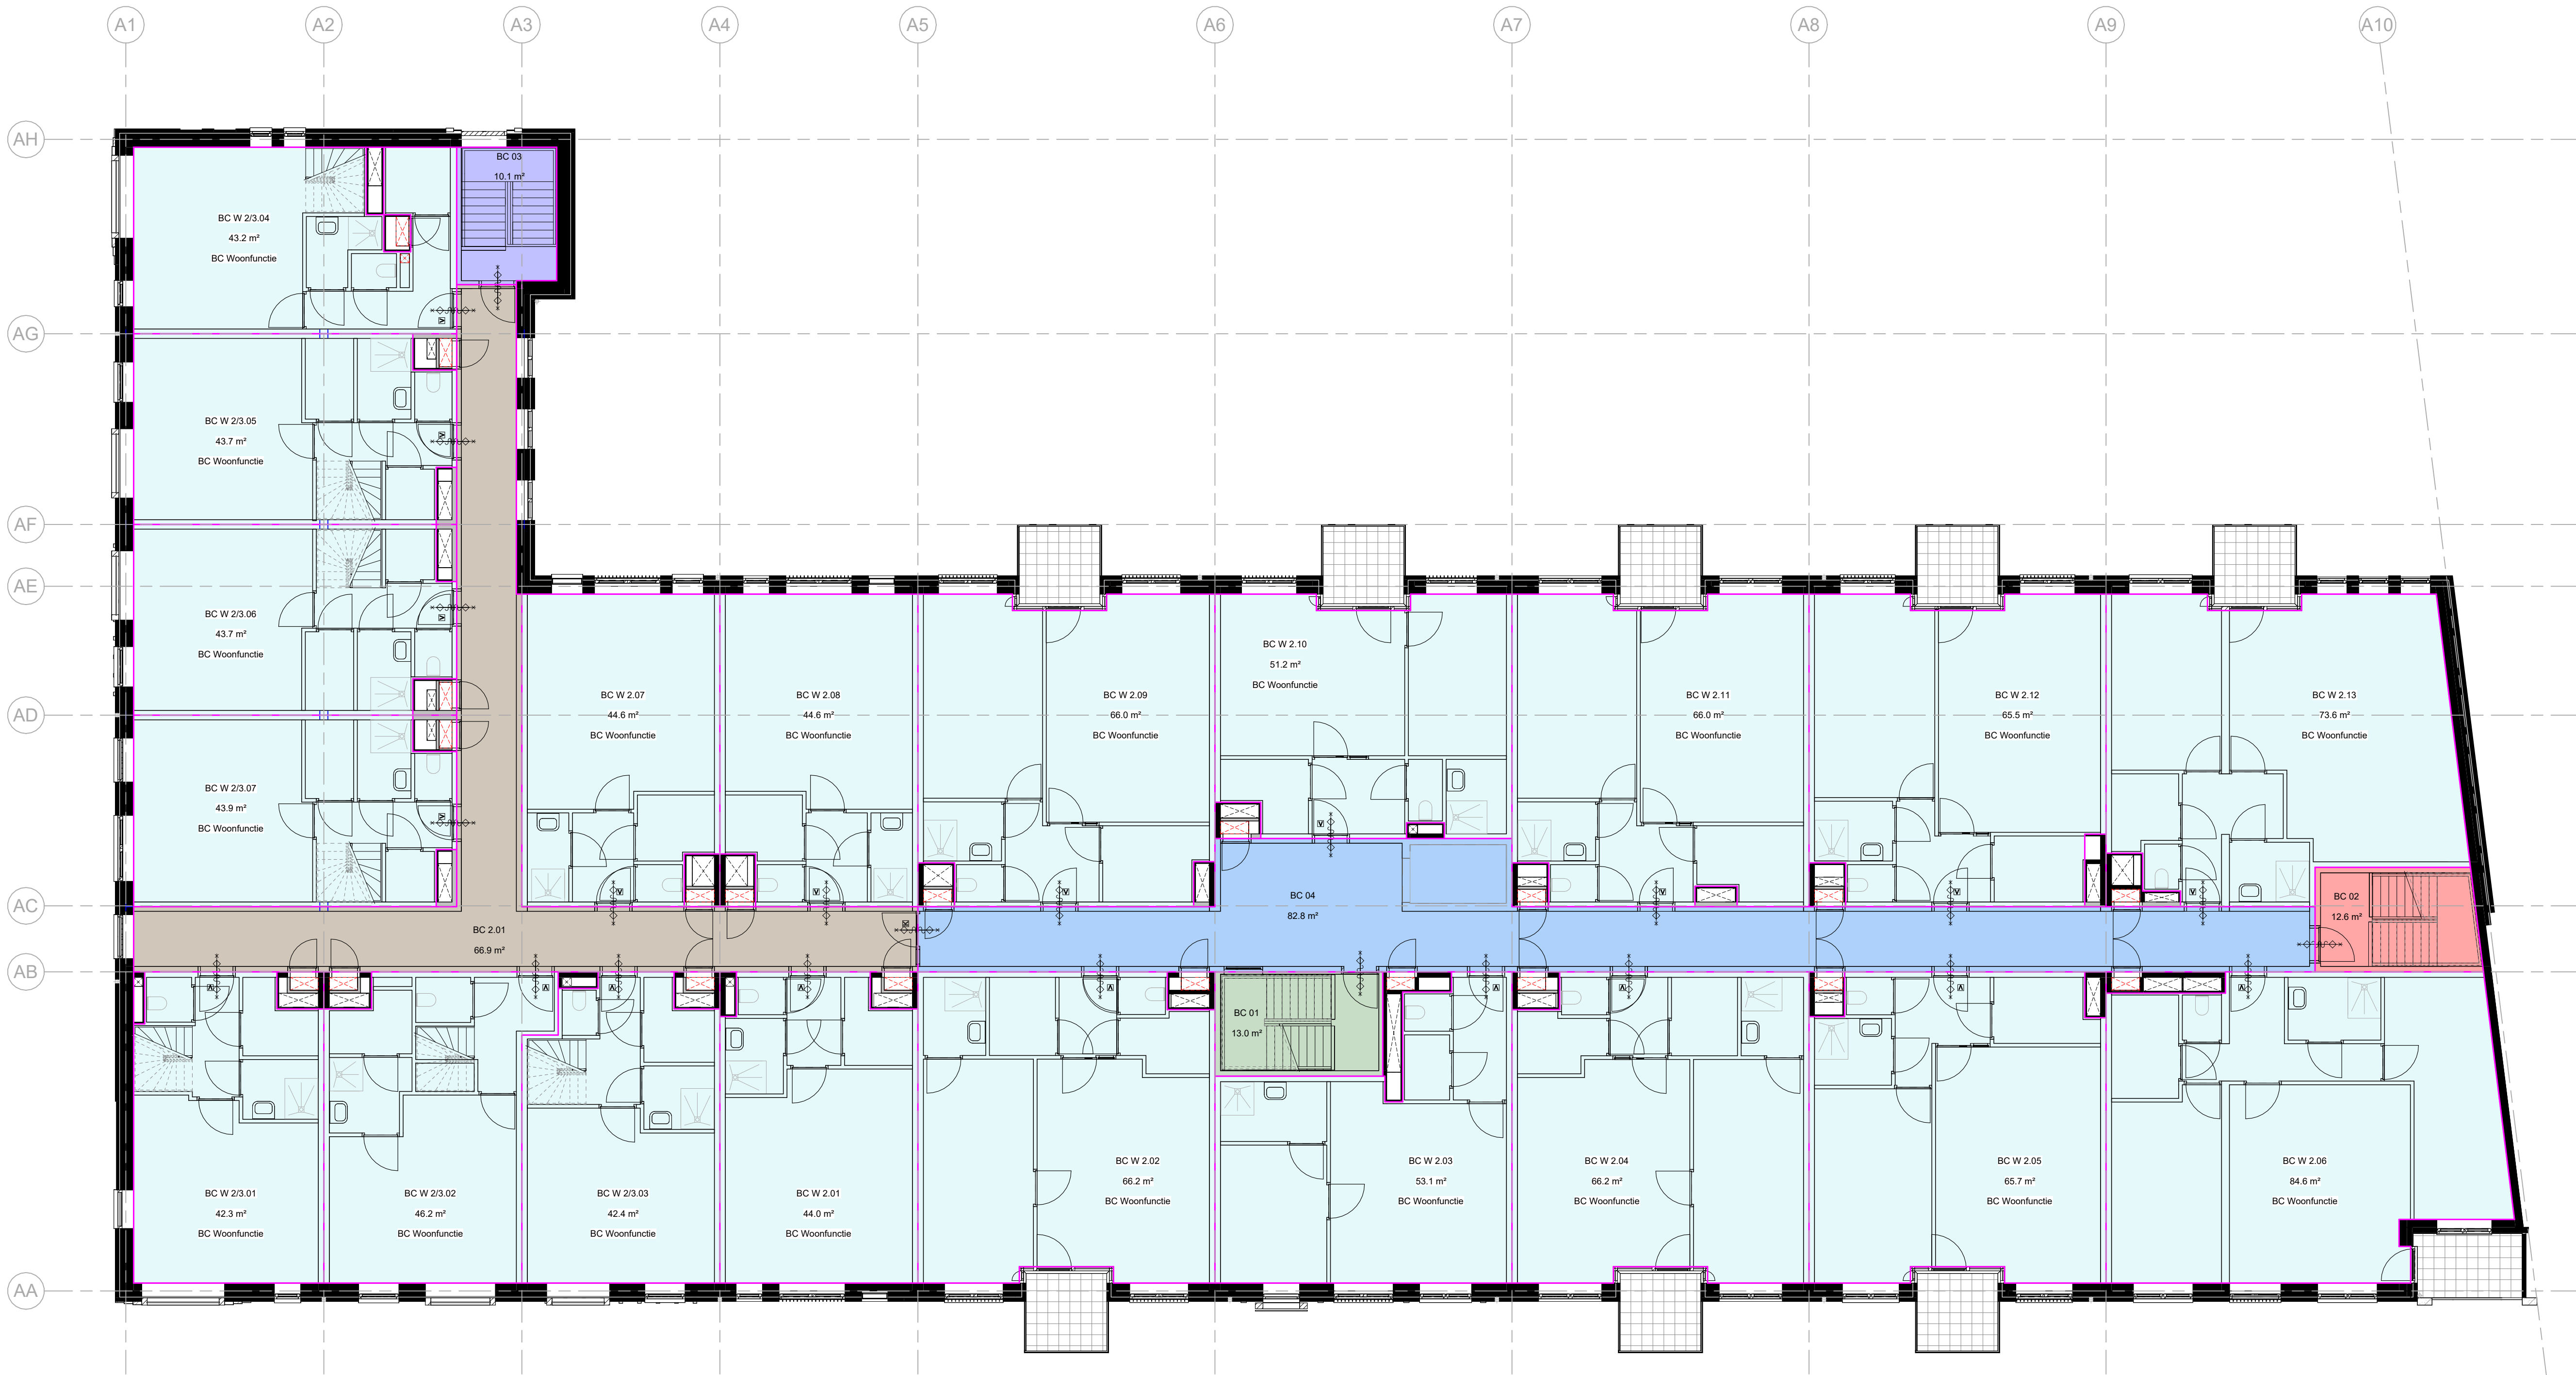 A1 A2 A3 A4 A5 A6 A7 A8 A9 A10
AH
BC 03
10.1 m²
BC W 2/3.04
43.2 m²
BC Woonfunctie
AG
BC W 2/3.05
43.7 m²
BC Woonfunctie
AF
AE
BC W 2/3.06
43.7 m²
BC Woonfunctie
BC W 2.07
44.6 m²
BC Woonfunctie
BC W 2.08
44.6 m²
BC Woonfunctie
BC W 2.09
66.0 m²
BC Woonfunctie
BC W 2.10
51.2 m²
BC Woonfunctie
BC W 2.11
66.0 m²
BC Woonfunctie
BC W 2.12
65.5 m²
BC Woonfunctie
BC W 2.13
73.6 m²
BC Woonfunctie
AD
BC W 2/3.07
43.9 m²
BC Woonfunctie
AC
BC 04
82.8 m²
BC 02
12.6 m²
BC 2.01
66.9 m²
AB
BC 01
13.0 m²
BC W 2/3.01
42.3 m²
BC Woonfunctie
BC W 2/3.02
46.2 m²
BC Woonfunctie
BC W 2/3.03
42.4 m²
BC Woonfunctie
BC W 2.01
44.0 m²
BC Woonfunctie
BC W 2.02
66.2 m²
BC Woonfunctie
BC W 2.03
53.1 m²
BC Woonfunctie
BC W 2.04
66.2 m²
BC Woonfunctie
BC W 2.05
65.7 m²
BC Woonfunctie
BC W 2.06
84.6 m²
BC Woonfunctie
AA